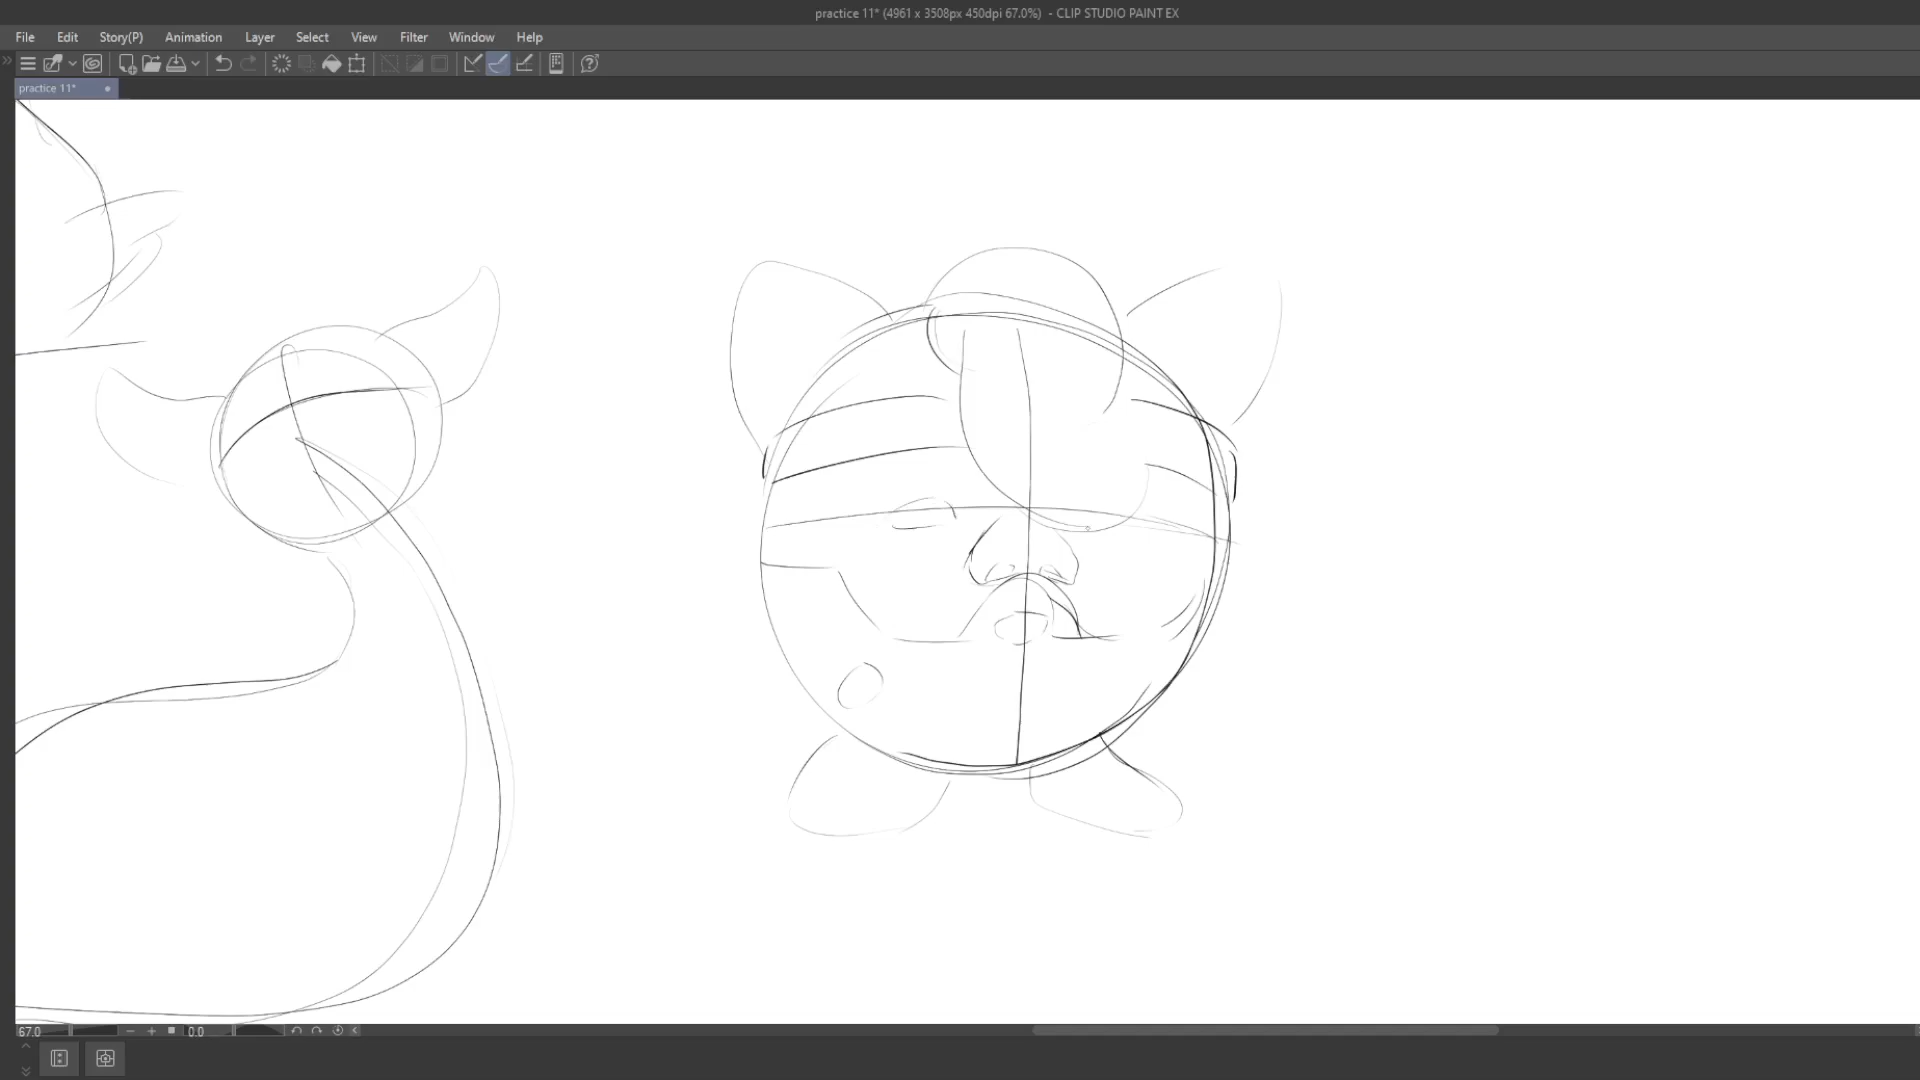 practice 11* (4961 x 3508px 450dpi 67.0%) - CLIP STUDIO PAINT EX
File Edit Story(P) Animation Layer Select View Filter Window Help
practice 11*
67.0 0.0